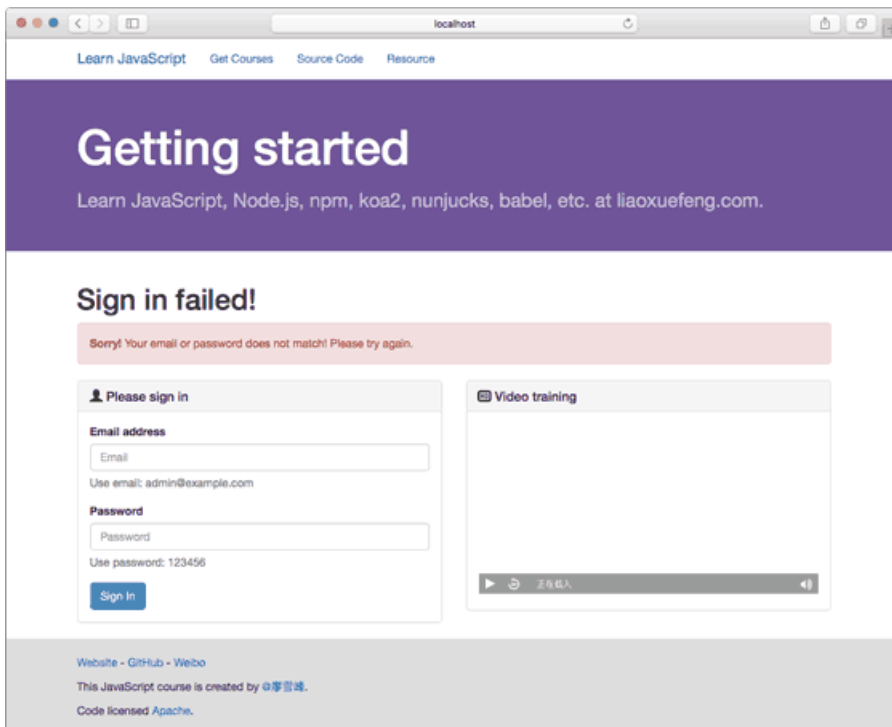 localhost
Learn JavaScript Get Courses Source Code Resource
Getting started
Learn JavaScript, Node.js, npm, koa2, nunjucks, babel, etc. at liaoxuefeng.com.
Sign in failed!
Sorry! Your email or password does not match! Please try again.
Please sign in
Email address
Email
Use email: admin@example.com
Password
Password
Use password: 123456
Sign In
Video training
正在载入
Website - GitHub - Weibo
This JavaScript course is created by @廖雪峰.
Code licensed Apache.